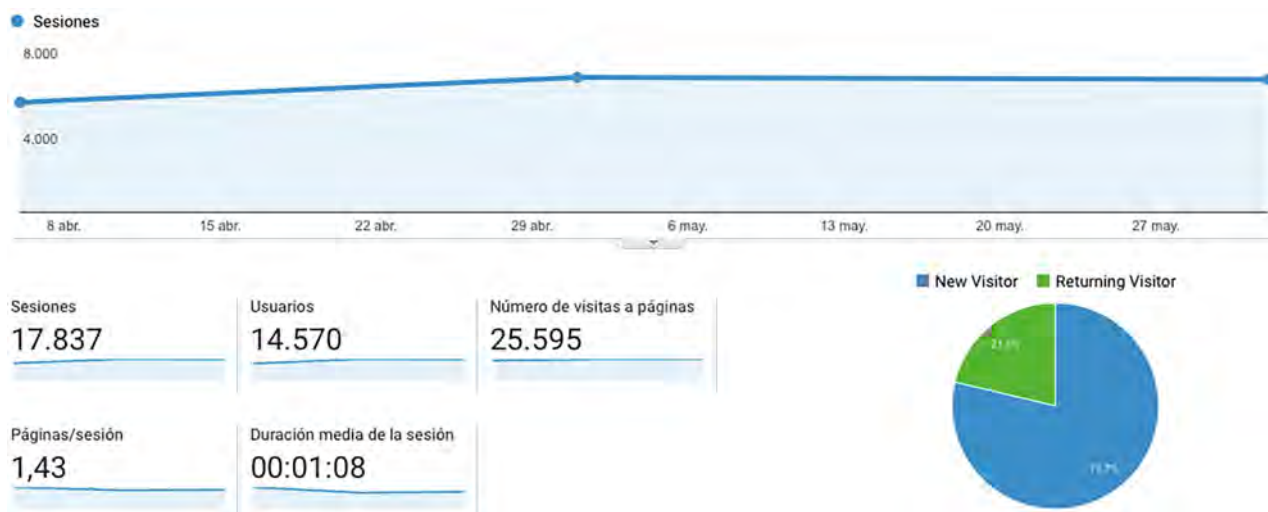 Sesiones
8.000
4.000
8 abr. 15 abr. 22 abr. 29 abr. 6 may. 13 may. 20 may. 27 may.
New Visitor Returning Visitor
Sesiones Usuarios Número de visitas a páginas
17.837 14.570 25.595
Páginas/sesión Duración media de la sesión
1,43 00:01:08